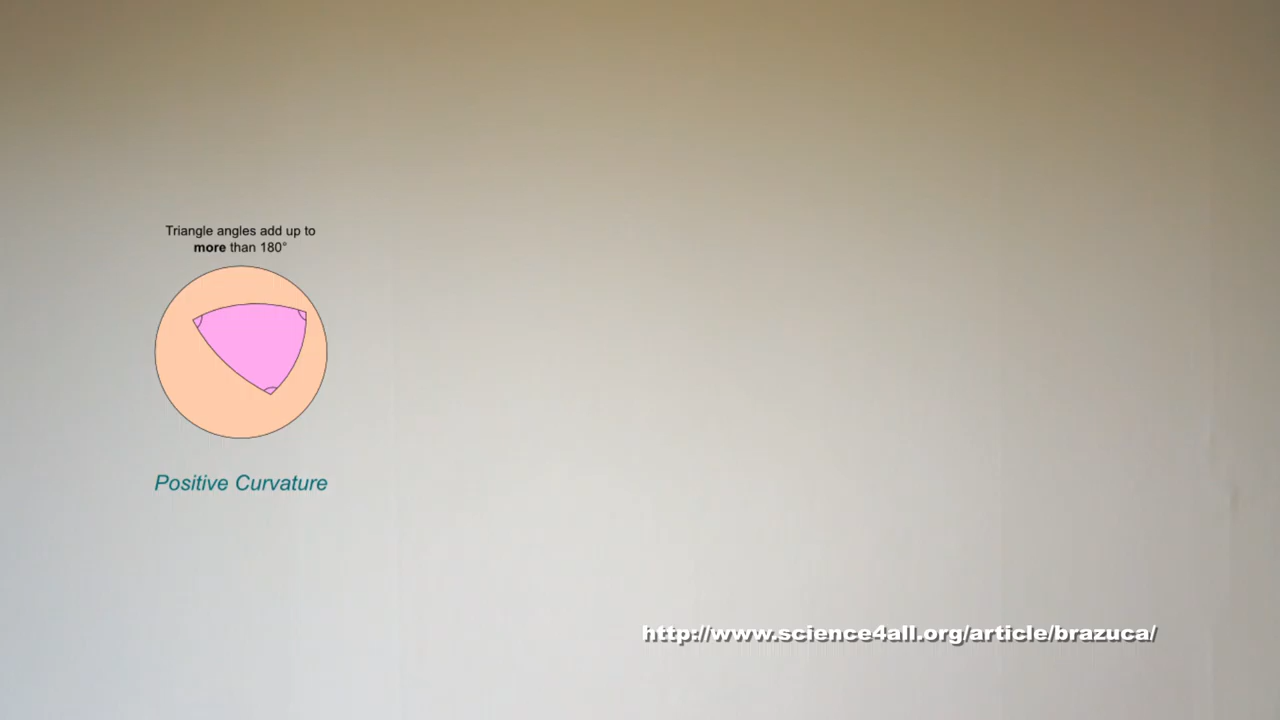 Triangle angles add up to
more than 180°
Positive Curvature
http://www.science4all.org/article/brazuca/